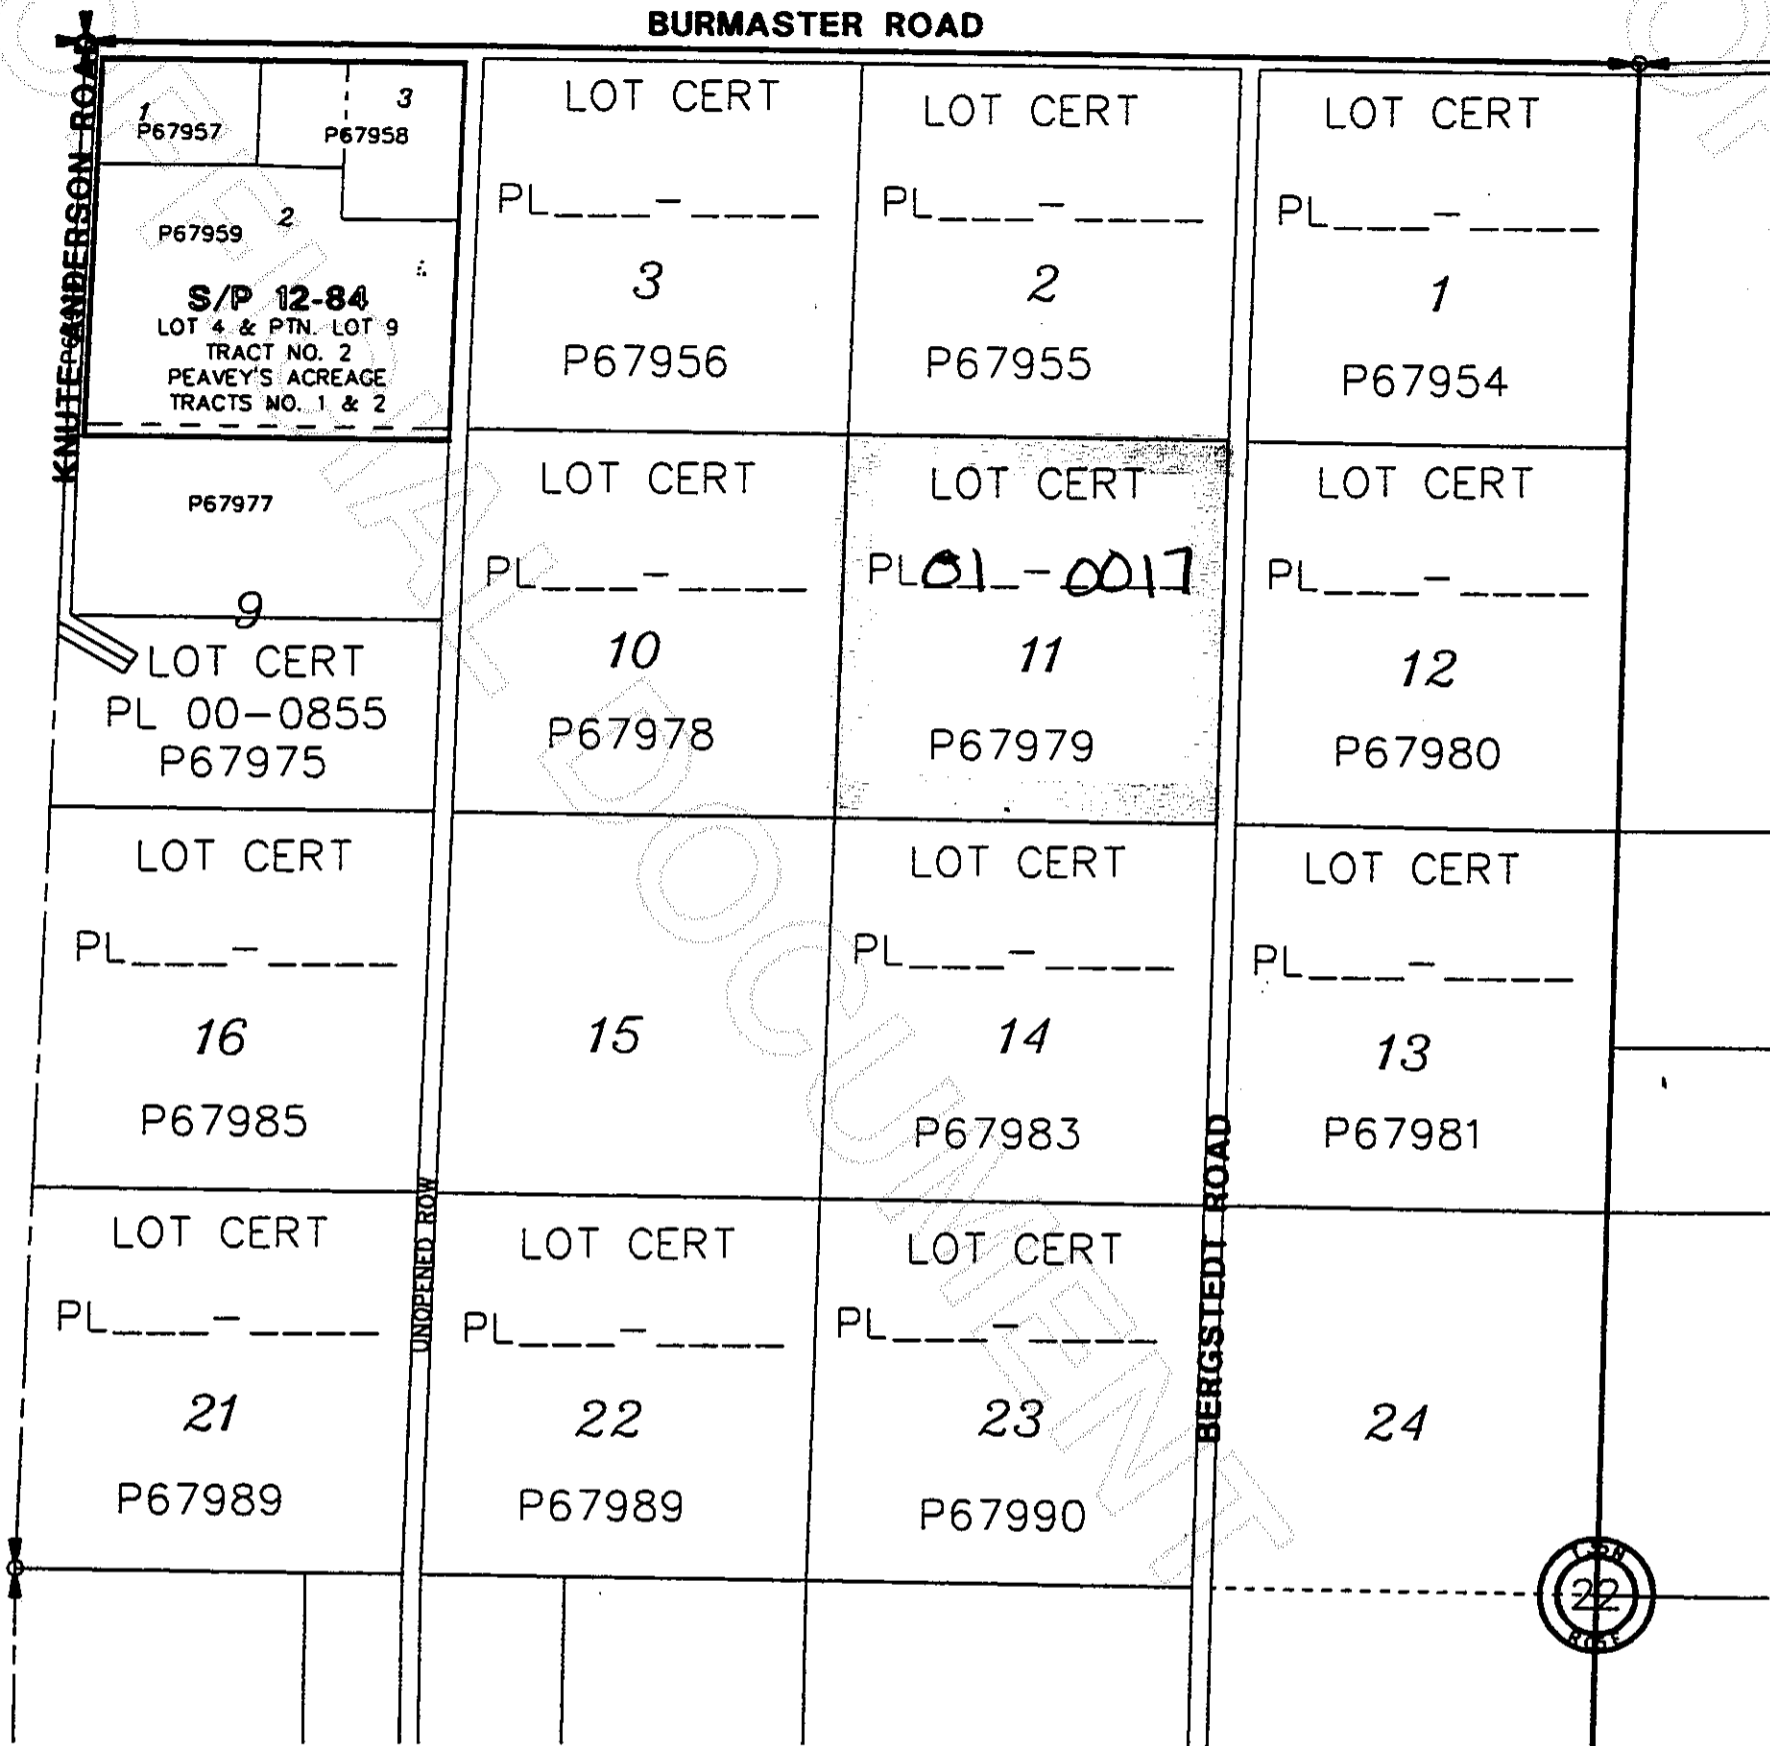 BURMASTER ROAD
KNUTE ANDERSON ROAD
1
P67957
3
P67958
P67959
2
S/P 12-84
LOT 4 & PTN. LOT 9
TRACT NO. 2
PEAVEY'S ACREAGE
TRACTS NO. 1 & 2
LOT CERT
PL___-____
3
P67956
LOT CERT
PL___-____
2
P67955
LOT CERT
PL___-____
1
P67954
P67977
9
LOT CERT
PL 00-0855
P67975
LOT CERT
PL___-____
10
P67978
LOT CERT
PL 01-0017
11
P67979
LOT CERT
PL___-____
12
P67980
LOT CERT
PL___-____
16
P67985
15
LOT CERT
PL___-____
14
P67983
LOT CERT
PL___-____
13
P67981
UNOPENED ROW
BERGSTEDT ROAD
LOT CERT
PL___-____
21
P67989
LOT CERT
PL___-____
22
P67989
LOT CERT
PL___-____
23
P67990
24
22
DOCUMENT